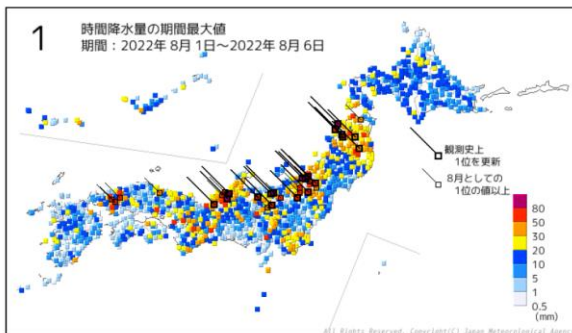 1
時間降水量の期間最大値
期間：2022年 8月 1日～2022年 8月 6日
観測史上
1位を更新
8月としての
1位の値以上
80
50
30
20
10
5
1
0.5
(mm)
All Rights Reserved. Copyright(C) Japan Meteorological Agency